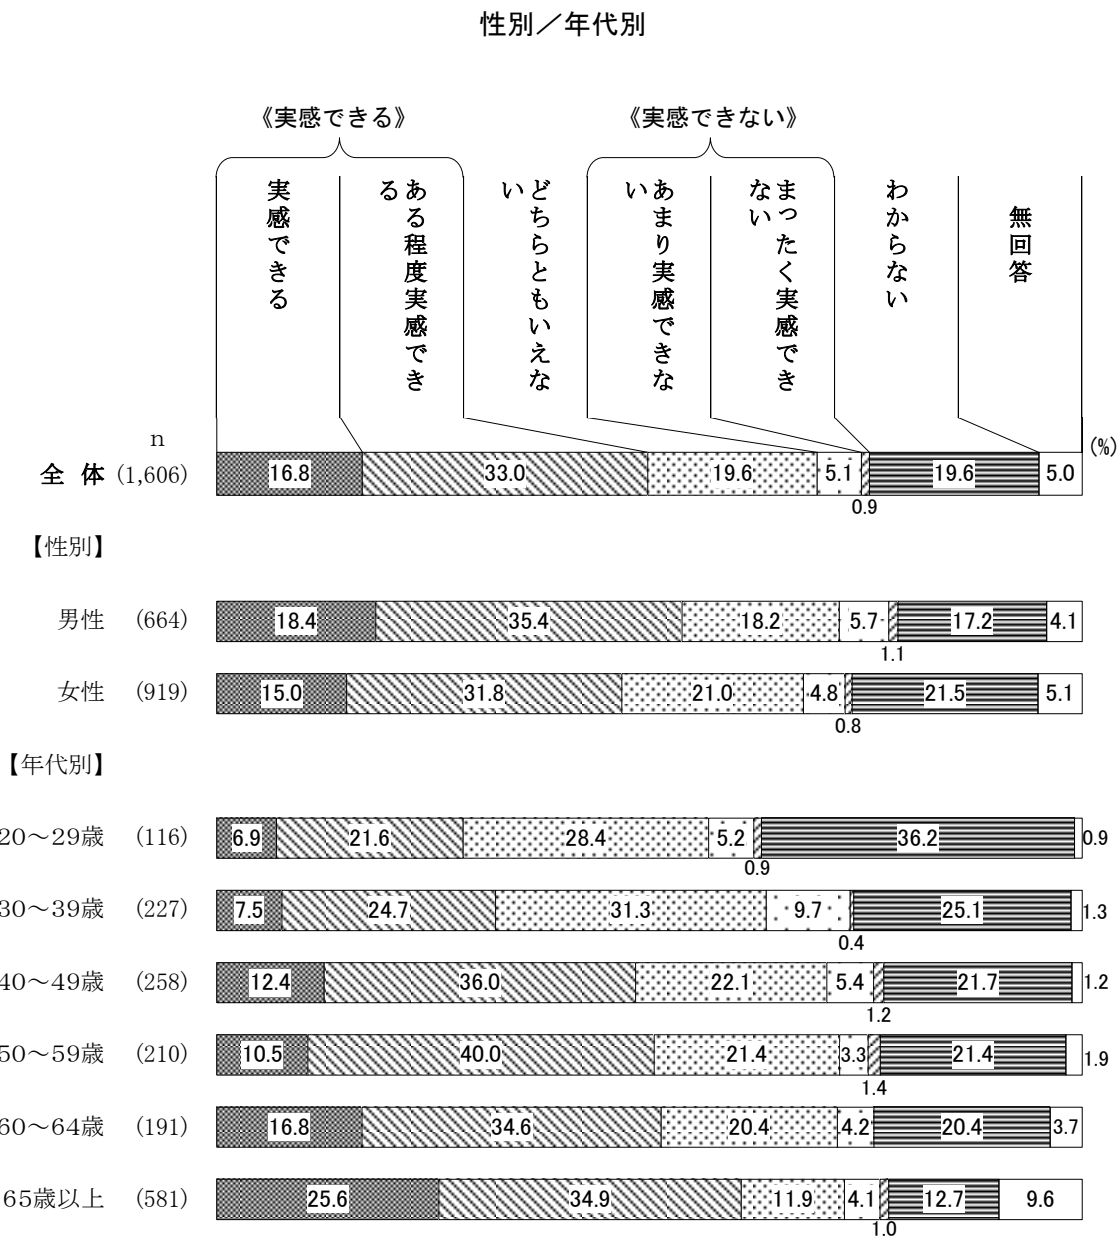 性別／年代別
《実感できる》
《実感できない》
実感できる
ある程度実感でき
る
どちらともいえな
い
あまり実感できな
い
まったく実感でき
ない
わからない
無回答
n
(%)
全 体 (1,606) 16.8 33.0 19.6 5.1 19.6 5.0
0.9
【性別】
男性 (664) 18.4 35.4 18.2 5.7 17.2 4.1
1.1
女性 (919) 15.0 31.8 21.0 4.8 21.5 5.1
0.8
【年代別】
20～29歳 (116) 6.9 21.6 28.4 5.2 36.2 0.9
0.9
30～39歳 (227) 7.5 24.7 31.3 9.7 25.1 1.3
0.4
40～49歳 (258) 12.4 36.0 22.1 5.4 21.7 1.2
1.2
50～59歳 (210) 10.5 40.0 21.4 3.3 21.4 1.9
1.4
60～64歳 (191) 16.8 34.6 20.4 4.2 20.4 3.7
65歳以上 (581) 25.6 34.9 11.9 4.1 12.7 9.6
1.0